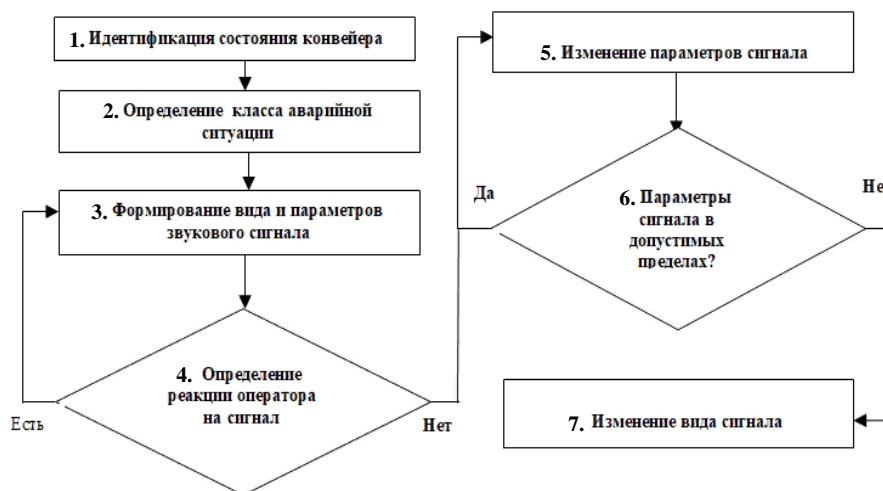 1. Идентификация состояния конвейера
2. Определение класса аварийной
ситуации
3. Формирование вида и параметров
звукового сигнала
4. Определение
реакции оператора
на сигнал
Есть
Нет
5. Изменение параметров сигнала
Да
6. Параметры
сигнала в
допустимых
пределах?
Не
7. Изменение вида сигнала